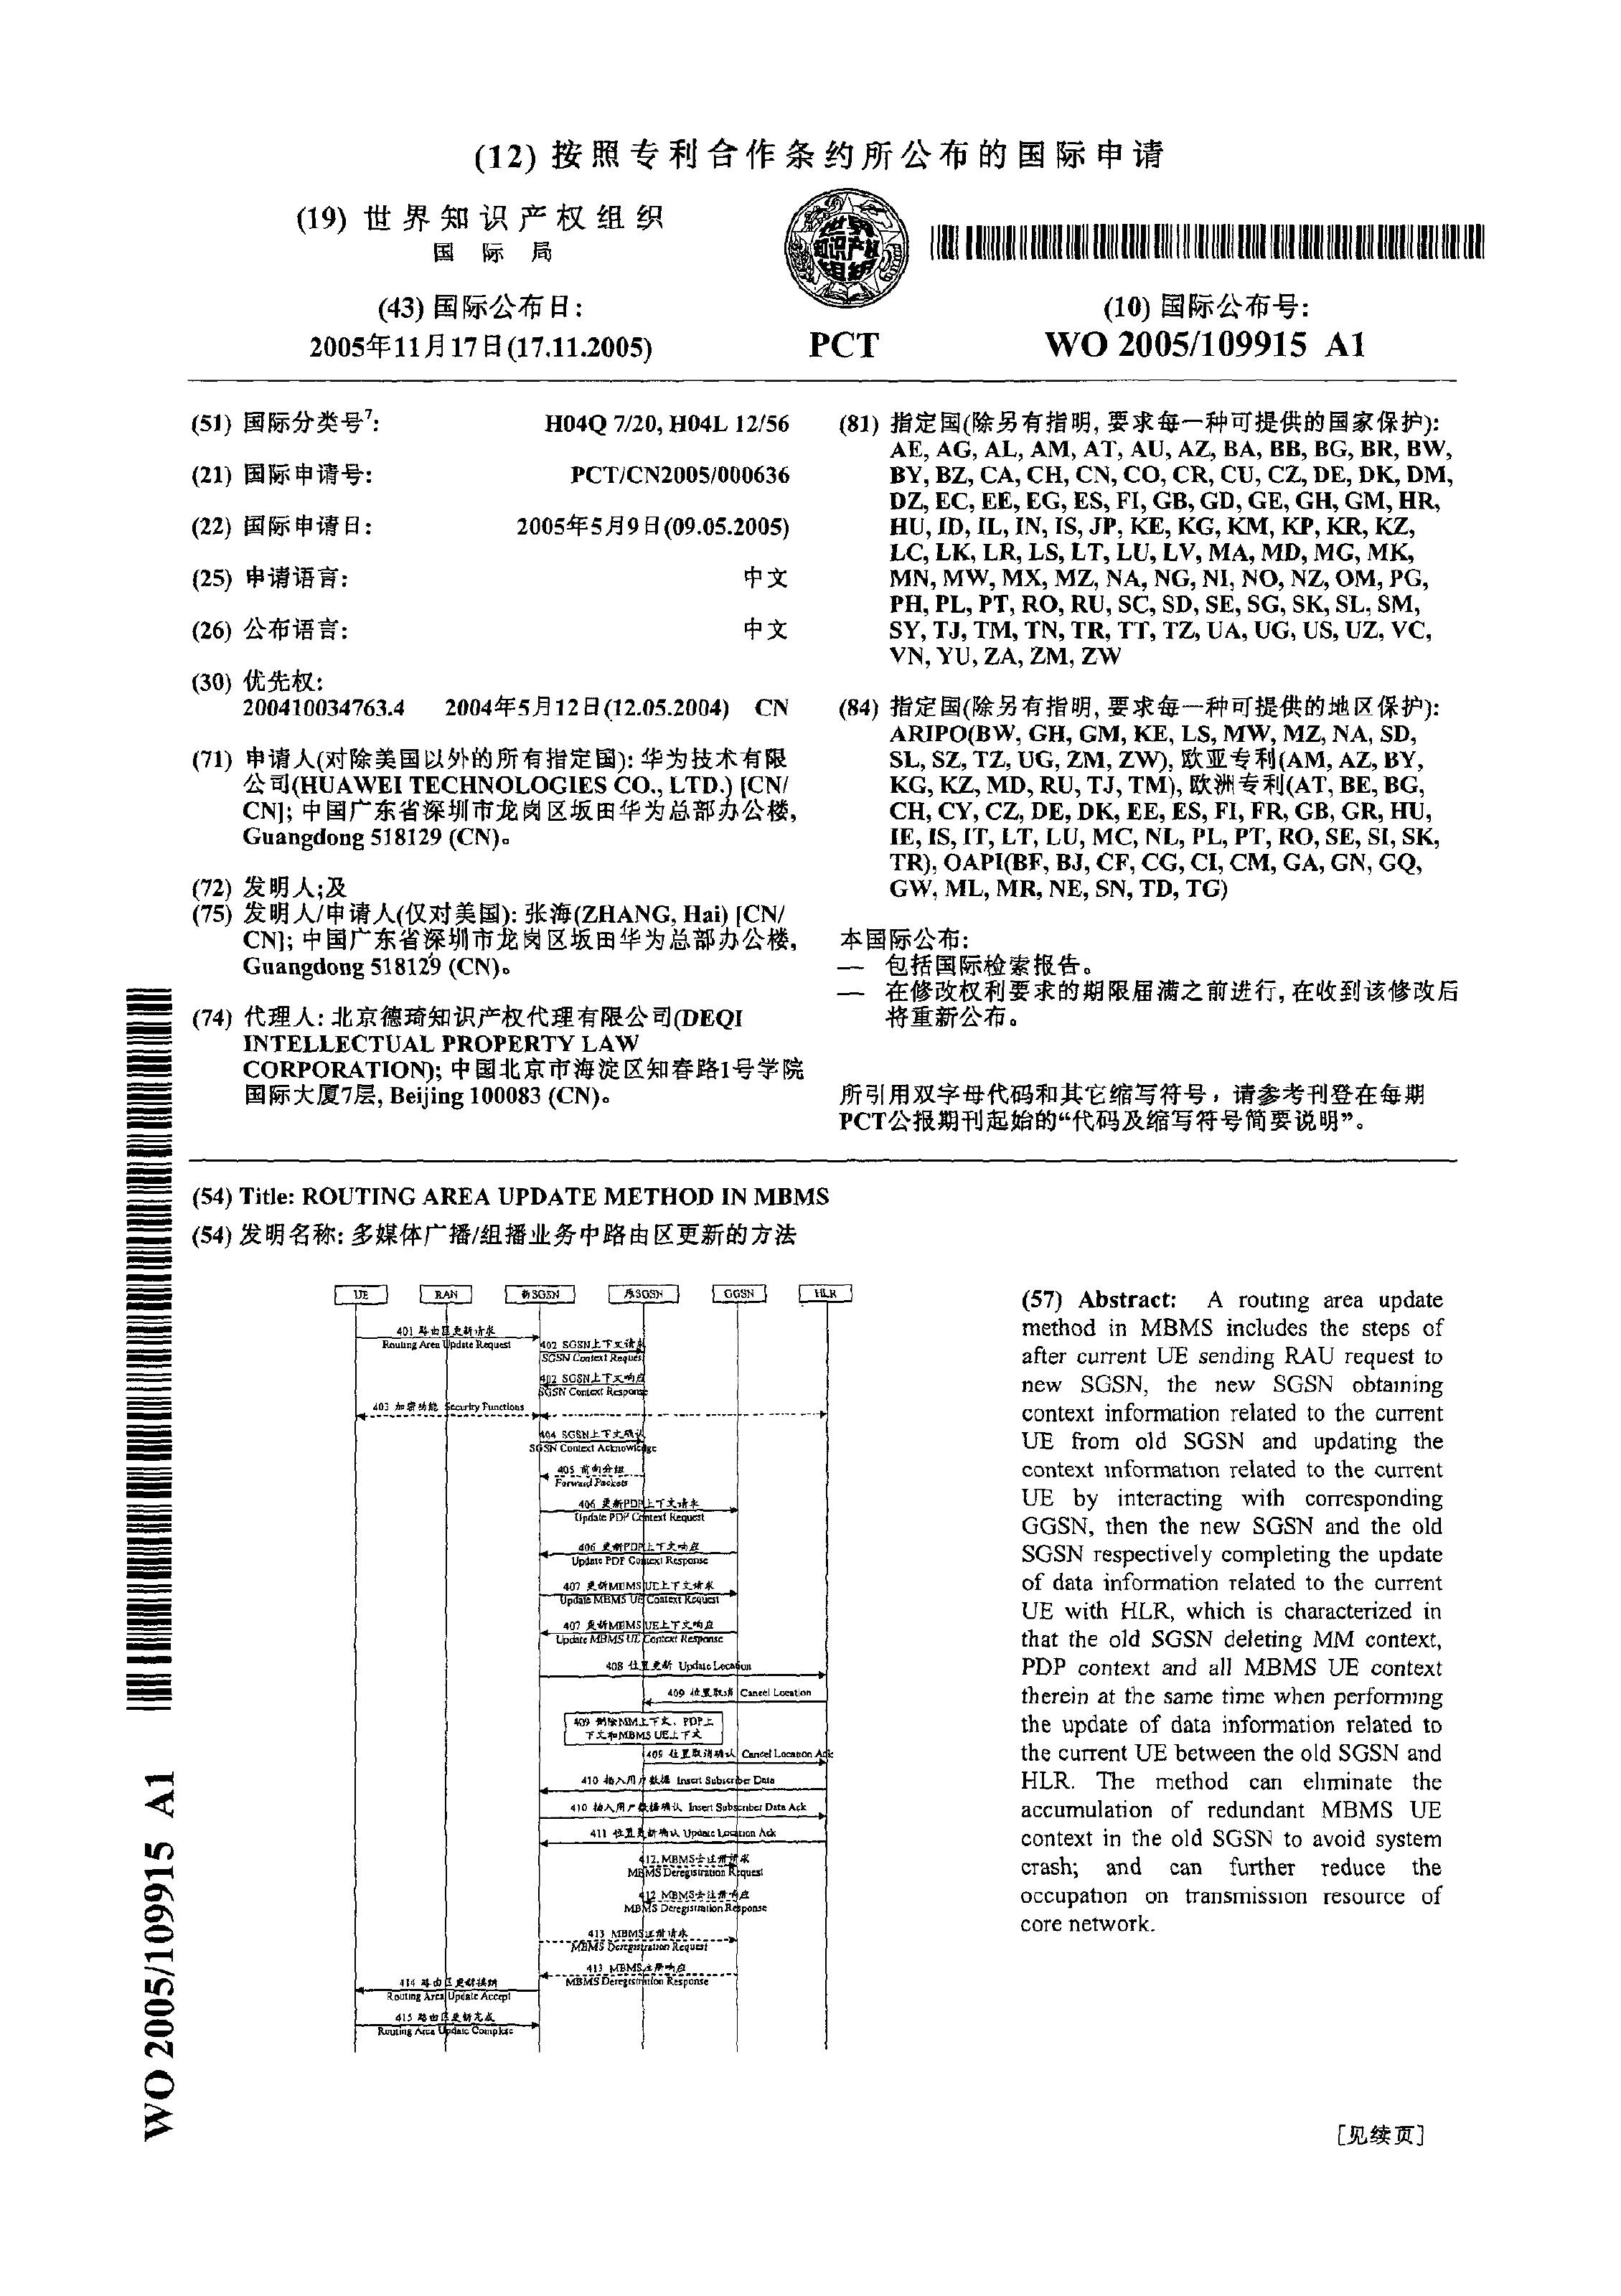 (12) 按照专利合作条约所公布的国际申请
(19) 世界知识产权组织
国际局
(43) 国际公布日:
2005年11月17日(17.11.2005)
世界
知识产权
组织
PCT
(10) 国际公布号:
WO 2005/109915 A1
(51) 国际分类号7: H04Q 7/20, H04L 12/56
(21) 国际申请号: PCT/CN2005/000636
(22) 国际申请日: 2005年5月9日(09.05.2005)
(25) 申请语言: 中文
(26) 公布语言: 中文
(30) 优先权:
200410034763.4 2004年5月12日(12.05.2004) CN
(71) 申请人(对除美国以外的所有指定国): 华为技术有限
公司(HUAWEI TECHNOLOGIES CO., LTD.) [CN/
CN]; 中国广东省深圳市龙岗区坂田华为总部办公楼,
Guangdong 518129 (CN)。
(72) 发明人;及
(75) 发明人/申请人(仅对美国): 张海(ZHANG, Hai) [CN/
CN]; 中国广东省深圳市龙岗区坂田华为总部办公楼,
Guangdong 518129 (CN)。
(74) 代理人: 北京德琦知识产权代理有限公司(DEQI
INTELLECTUAL PROPERTY LAW
CORPORATION); 中国北京市海淀区知春路1号学院
国际大厦7层, Beijing 100083 (CN)。
(81) 指定国(除另有指明, 要求每一种可提供的国家保护):
AE, AG, AL, AM, AT, AU, AZ, BA, BB, BG, BR, BW,
BY, BZ, CA, CH, CN, CO, CR, CU, CZ, DE, DK, DM,
DZ, EC, EE, EG, ES, FI, GB, GD, GE, GH, GM, HR,
HU, ID, IL, IN, IS, JP, KE, KG, KM, KP, KR, KZ,
LC, LK, LR, LS, LT, LU, LV, MA, MD, MG, MK,
MN, MW, MX, MZ, NA, NG, NI, NO, NZ, OM, PG,
PH, PL, PT, RO, RU, SC, SD, SE, SG, SK, SL, SM,
SY, TJ, TM, TN, TR, TT, TZ, UA, UG, US, UZ, VC,
VN, YU, ZA, ZM, ZW
(84) 指定国(除另有指明, 要求每一种可提供的地区保护):
ARIPO(BW, GH, GM, KE, LS, MW, MZ, NA, SD,
SL, SZ, TZ, UG, ZM, ZW), 欧亚专利(AM, AZ, BY,
KG, KZ, MD, RU, TJ, TM), 欧洲专利(AT, BE, BG,
CH, CY, CZ, DE, DK, EE, ES, FI, FR, GB, GR, HU,
IE, IS, IT, LT, LU, MC, NL, PL, PT, RO, SE, SI, SK,
TR), OAPI(BF, BJ, CF, CG, CI, CM, GA, GN, GQ,
GW, ML, MR, NE, SN, TD, TG)
本国际公布:
— 包括国际检索报告。
— 在修改权利要求的期限届满之前进行, 在收到该修改后
将重新公布。
所引用双字母代码和其它缩写符号，请参考刊登在每期
PCT公报期刊起始的“代码及缩写符号简要说明”。
(54) Title: ROUTING AREA UPDATE METHOD IN MBMS
(54) 发明名称: 多媒体广播/组播业务中路由区更新的方法
UE RAN 新SGSN 原SGSN GGSN HLR
401 路由区更新请求
Routing Area Update Request
402 SGSN上下文请求
SGSN Context Request
402 SGSN上下文响应
SGSN Context Response
403 加密功能 Security Functions
404 SGSN上下文确认
SGSN Context Acknowledge
405 前向分组
Forward Packets
406 更新PDP上下文请求
Update PDP Context Request
406 更新PDP上下文响应
Update PDP Context Response
407 更新MBMS UE上下文请求
Update MBMS UE Context Request
407 更新MBMS UE上下文响应
Update MBMS UE Context Response
408 位置更新 Update Location
409 位置取消 Cancel Location
409 删除MM上下文、PDP上
下文和MBMS UE上下文
409 位置取消确认 Cancel Location Ack
410 插入用户数据 Insert Subscriber Data
410 插入用户数据确认 Insert Subscriber Data Ack
411 位置更新确认 Update Location Ack
412.MBMS去注册请求
MBMS Deregistration Request
412 MBMS去注册响应
MBMS Deregistration Response
413 MBMS注册请求
MBMS Deregistration Request
413 MBMS注册响应
MBMS Deregistration Response
414 路由区更新接纳
Routing Area Update Accept
415 路由区更新完成
Routing Area Update Complete
(57) Abstract: A routing area update
method in MBMS includes the steps of
after current UE sending RAU request to
new SGSN, the new SGSN obtaining
context information related to the current
UE from old SGSN and updating the
context information related to the current
UE by interacting with corresponding
GGSN, then the new SGSN and the old
SGSN respectively completing the update
of data information related to the current
UE with HLR, which is characterized in
that the old SGSN deleting MM context,
PDP context and all MBMS UE context
therein at the same time when performing
the update of data information related to
the current UE between the old SGSN and
HLR. The method can eliminate the
accumulation of redundant MBMS UE
context in the old SGSN to avoid system
crash; and can further reduce the
occupation on transmission resource of
core network.
WO 2005/109915 A1
[见续页]